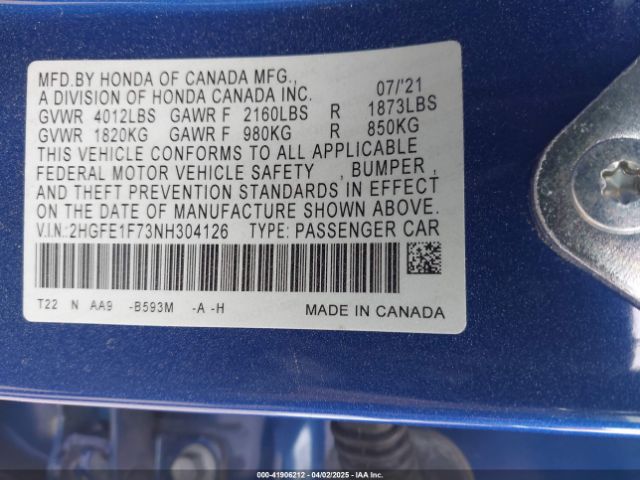 MFD.BY HONDA OF CANADA MFG.,
A DIVISION OF HONDA CANADA INC. 07/'21
GVWR 4012LBS GAWR F 2160LBS R 1873LBS
GVWR 1820KG GAWR F 980KG R 850KG
THIS VEHICLE CONFORMS TO ALL APPLICABLE
FEDERAL MOTOR VEHICLE SAFETY , BUMPER ,
AND THEFT PREVENTION STANDARDS IN EFFECT
ON THE DATE OF MANUFACTURE SHOWN ABOVE.
V.I.N.:2HGFE1F73NH304126 TYPE: PASSENGER CAR
T22 N AA9 -B593M -A -H
MADE IN CANADA
000-41906212 - 04/02/2025 - IAA Inc.